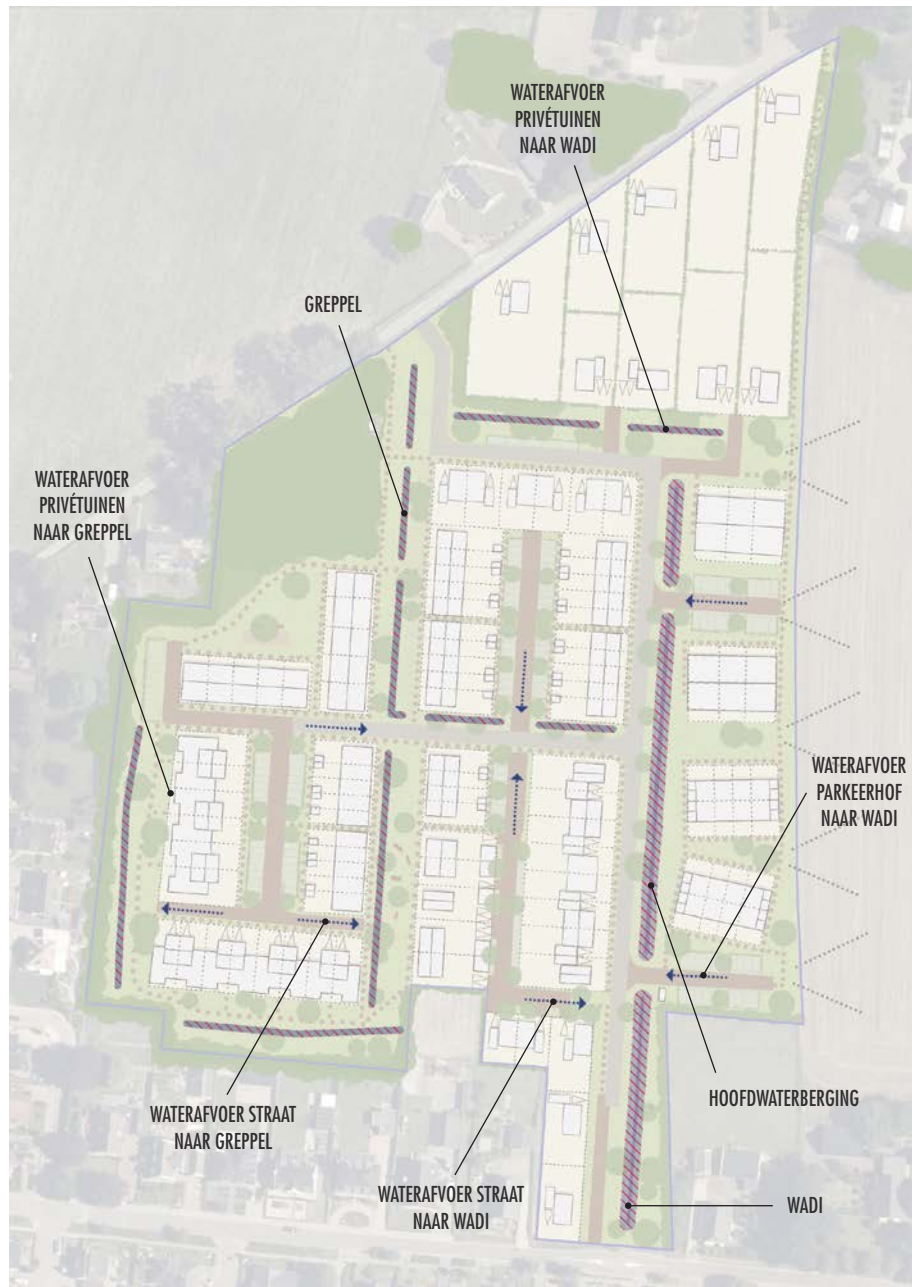 WATERAFVOER
PRIVÉTUINEN
NAAR WADI
GREPPEL
WATERAFVOER
PRIVÉTUINEN
NAAR GREPPEL
WATERAFVOER
PARKEERHOF
NAAR WADI
HOOFDWATERBERGING
WATERAFVOER STRAAT
NAAR GREPPEL
WATERAFVOER STRAAT
NAAR WADI
WADI